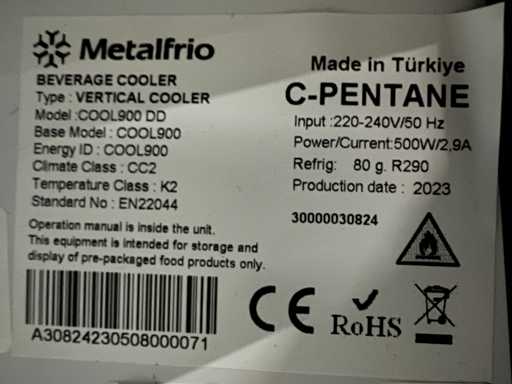 Metalfrio
BEVERAGE COOLER
Type : VERTICAL COOLER
Model :COOL900 DD
Base Model : COOL900
Energy ID : COOL900
Climate Class : CC2
Temperature Class : K2
Standard No : EN22044
Operation manual is inside the unit.
This equipment is intended for storage and
display of pre-packaged food products only.
A30824230508000071
Made in Türkiye
C-PENTANE
Input :220-240V/50 Hz
Power/Current:500W/2,9A
Refrig: 80 g. R290
Production date : 2023
30000030824
CE
RoHS